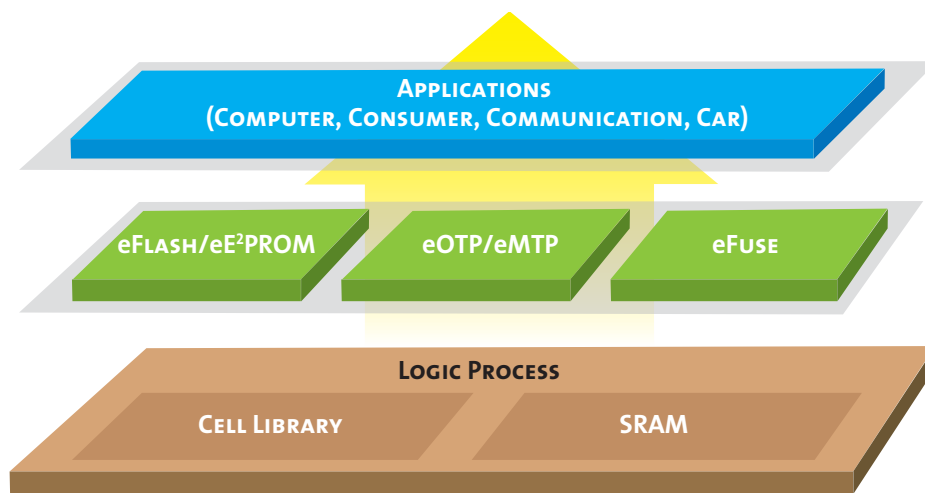 Applications
(Computer, Consumer, Communication, Car)
eFlash/eE²PROM
eOTP/eMTP
eFuse
Logic Process
Cell Library
SRAM